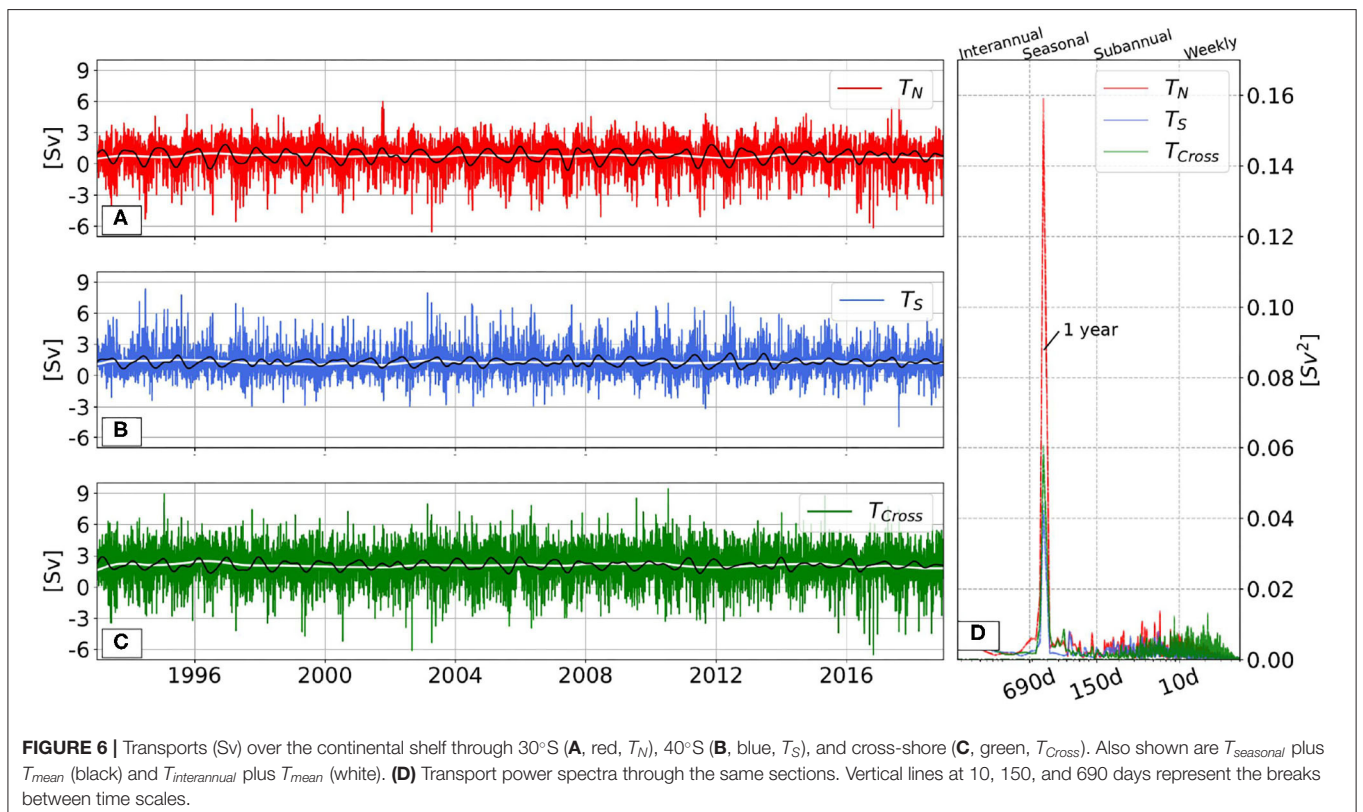 Interannual Seasonal Subannual Weekly
9
6
3
0
-3
-6
[Sv]
T_N
A
9
6
3
0
-3
-6
[Sv]
T_S
B
9
6
3
0
-3
-6
[Sv]
T_Cross
C
1996 2000 2004 2008 2012 2016
T_N
T_S
T_Cross
1 year
D
0.16
0.14
0.12
0.10
0.08
0.06
0.04
0.02
0.00
[Sv²]
690d 150d 10d
FIGURE 6 | Transports (Sv) over the continental shelf through 30°S (A, red, T_N), 40°S (B, blue, T_S), and cross-shore (C, green, T_Cross). Also shown are T_seasonal plus
T_mean (black) and T_interannual plus T_mean (white). (D) Transport power spectra through the same sections. Vertical lines at 10, 150, and 690 days represent the breaks
between time scales.